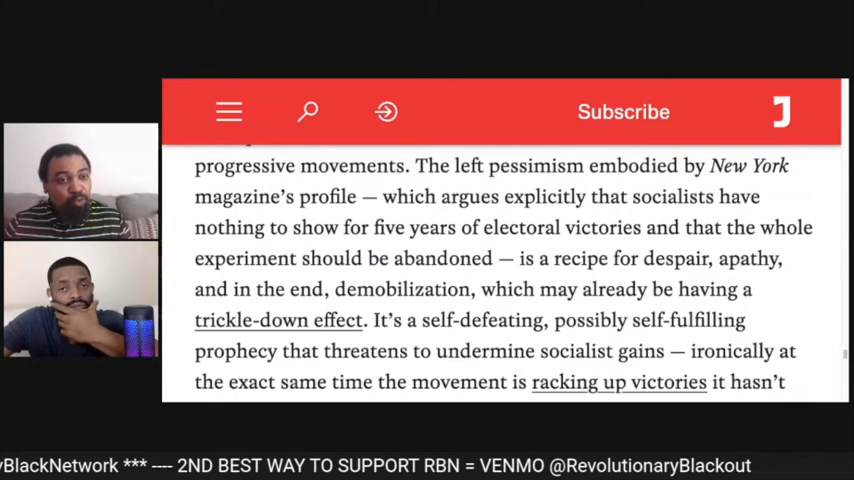 Subscribe
progressive movements. The left pessimism embodied by New York
magazine’s profile — which argues explicitly that socialists have
nothing to show for five years of electoral victories and that the whole
experiment should be abandoned — is a recipe for despair, apathy,
and in the end, demobilization, which may already be having a
trickle-down effect. It’s a self-defeating, possibly self-fulfilling
prophecy that threatens to undermine socialist gains — ironically at
the exact same time the movement is racking up victories it hasn’t
yBlackNetwork *** ---- 2ND BEST WAY TO SUPPORT RBN = VENMO @RevolutionaryBlackout